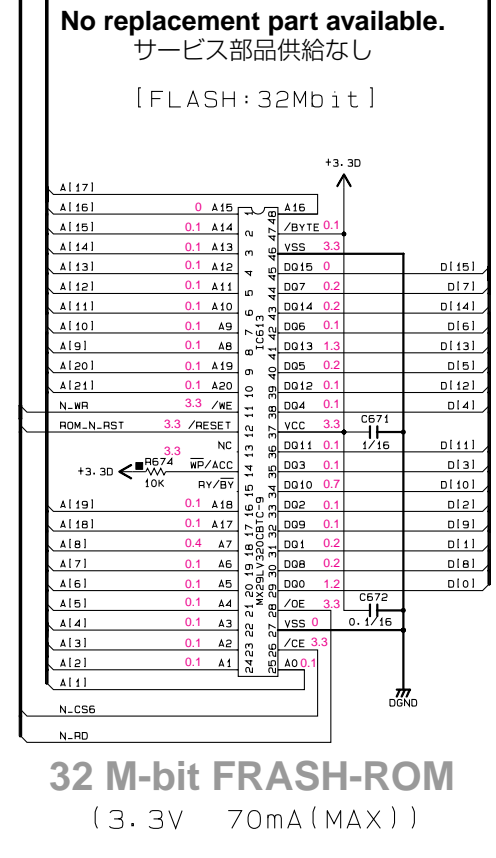 No replacement part available.
サービス部品供給なし
[FLASH:32Mbit]
+3.3D
A[17] A16
A[16] 0 A15 1 48
A[15] 0.1 A14 2 47 /BYTE 0.1
A[14] 0.1 A13 3 46 VSS 3.3
A[13] 0.1 A12 4 45 DQ15 0 D[15]
A[12] 0.1 A11 5 44 DQ7 0.2 D[7]
A[11] 0.1 A10 6 43 DQ14 0.2 D[14]
A[10] 0.1 A9 7 42 DQ6 0.1 D[6]
A[9] 0.1 A8 8 41 DQ13 1.3 D[13]
A[20] 0.1 A19 9 40 DQ5 0.2 D[5]
A[21] 0.1 A20 10 39 DQ12 0.1 D[12]
N_WR 3.3 /WE 11 38 DQ4 0.1 D[4]
ROM_N_RST 3.3 /RESET 12 37 VCC 3.3 C671 1/16
NC 13 36 DQ11 0.1 D[11]
+3.3D R674 10K 3.3 WP/ACC 14 35 DQ3 0.1 D[3]
RY/BY 15 34 DQ10 0.7 D[10]
A[19] 0.1 A18 16 33 DQ2 0.1 D[2]
A[18] 0.1 A17 17 32 DQ9 0.1 D[9]
A[8] 0.4 A7 18 31 DQ1 0.2 D[1]
A[7] 0.1 A6 19 30 DQ8 0.2 D[8]
A[6] 0.1 A5 20 29 DQ0 1.2 D[0]
A[5] 0.1 A4 21 28 /OE 3.3 C672 0.1/16
A[4] 0.1 A3 22 27 VSS 0
A[3] 0.1 A2 23 26 /CE 3.3
A[2] 0.1 A1 24 25 A0 0.1
A[1]
IC613
MX29LV320CBTC-9
N_CS6
DGND
N_RD
32 M-bit FRASH-ROM
(3.3V 70mA(MAX))